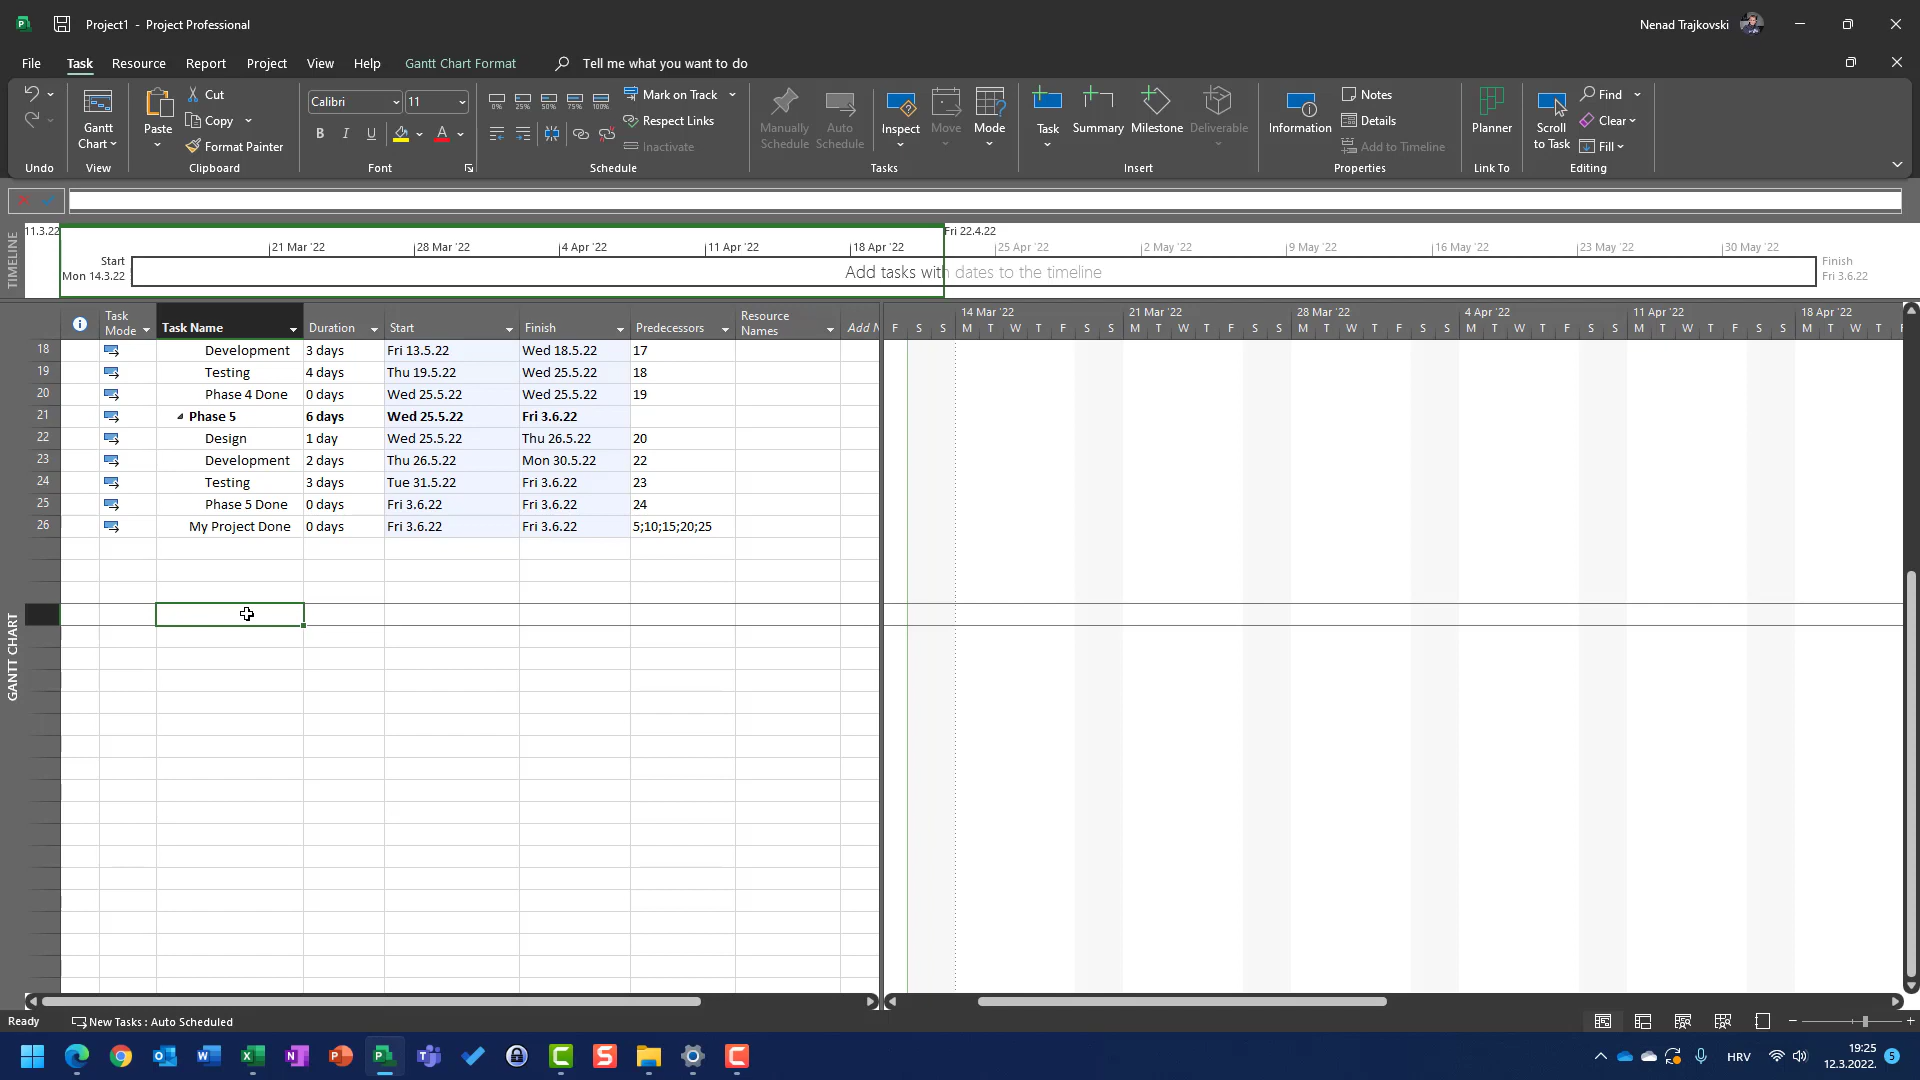 Project1 - Project Professional
Nenad Trajkovski
File Task Resource Report Project View Help Gantt Chart Format Tell me what you want to do
Undo
Gantt Chart
View
Paste
Cut
Copy
Format Painter
Clipboard
Calibri 11
B I U A
Font
0% 25% 50% 75% 100%
Mark on Track
Respect Links
Inactivate
Schedule
Manually Schedule
Auto Schedule
Inspect
Move
Mode
Tasks
Task
Summary
Milestone
Deliverable
Insert
Information
Notes
Details
Add to Timeline
Properties
Planner
Link To
Scroll to Task
Find
Clear
Fill
Editing
TIMELINE
11.3.22
Fri 22.4.22
21 Mar '22 28 Mar '22 4 Apr '22 11 Apr '22 18 Apr '22 25 Apr '22 2 May '22 9 May '22 16 May '22 23 May '22 30 May '22
Start
Mon 14.3.22
Add tasks with dates to the timeline
Finish
Fri 3.6.22
GANTT CHART
Task Mode Task Name Duration Start Finish Predecessors Resource Names Add N
14 Mar '22 21 Mar '22 28 Mar '22 4 Apr '22 11 Apr '22 18 Apr '22
F S S M T W T F S S M T W T F S S M T W T F S S M T W T F S S M T W T F S S M T W T F
18 Development 3 days Fri 13.5.22 Wed 18.5.22 17
19 Testing 4 days Thu 19.5.22 Wed 25.5.22 18
20 Phase 4 Done 0 days Wed 25.5.22 Wed 25.5.22 19
21 Phase 5 6 days Wed 25.5.22 Fri 3.6.22
22 Design 1 day Wed 25.5.22 Thu 26.5.22 20
23 Development 2 days Thu 26.5.22 Mon 30.5.22 22
24 Testing 3 days Tue 31.5.22 Fri 3.6.22 23
25 Phase 5 Done 0 days Fri 3.6.22 Fri 3.6.22 24
26 My Project Done 0 days Fri 3.6.22 Fri 3.6.22 5;10;15;20;25
Ready New Tasks : Auto Scheduled
HRV
19:25
12.3.2022.
5